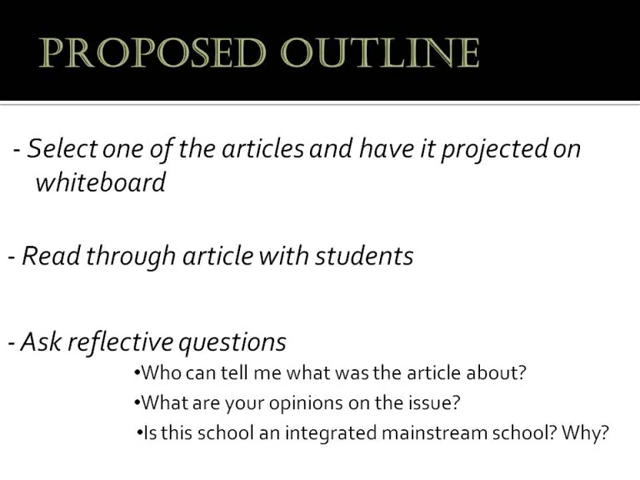 PROPOSED OUTLINE
- Select one of the articles and have it projected on
whiteboard
- Read through article with students
- Ask reflective questions
•Who can tell me what was the article about?
•What are your opinions on the issue?
•Is this school an integrated mainstream school? Why?